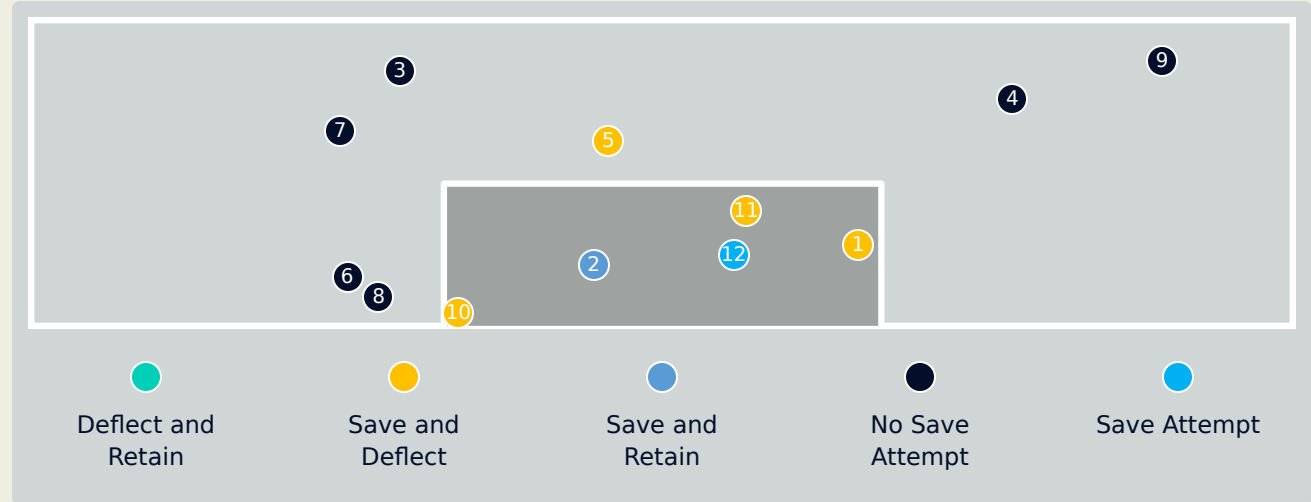 9
3
4
7
5
11
1
12
2
6
8
10
Deflect and
Retain
Save and
Deflect
Save and
Retain
No Save
Attempt
Save Attempt